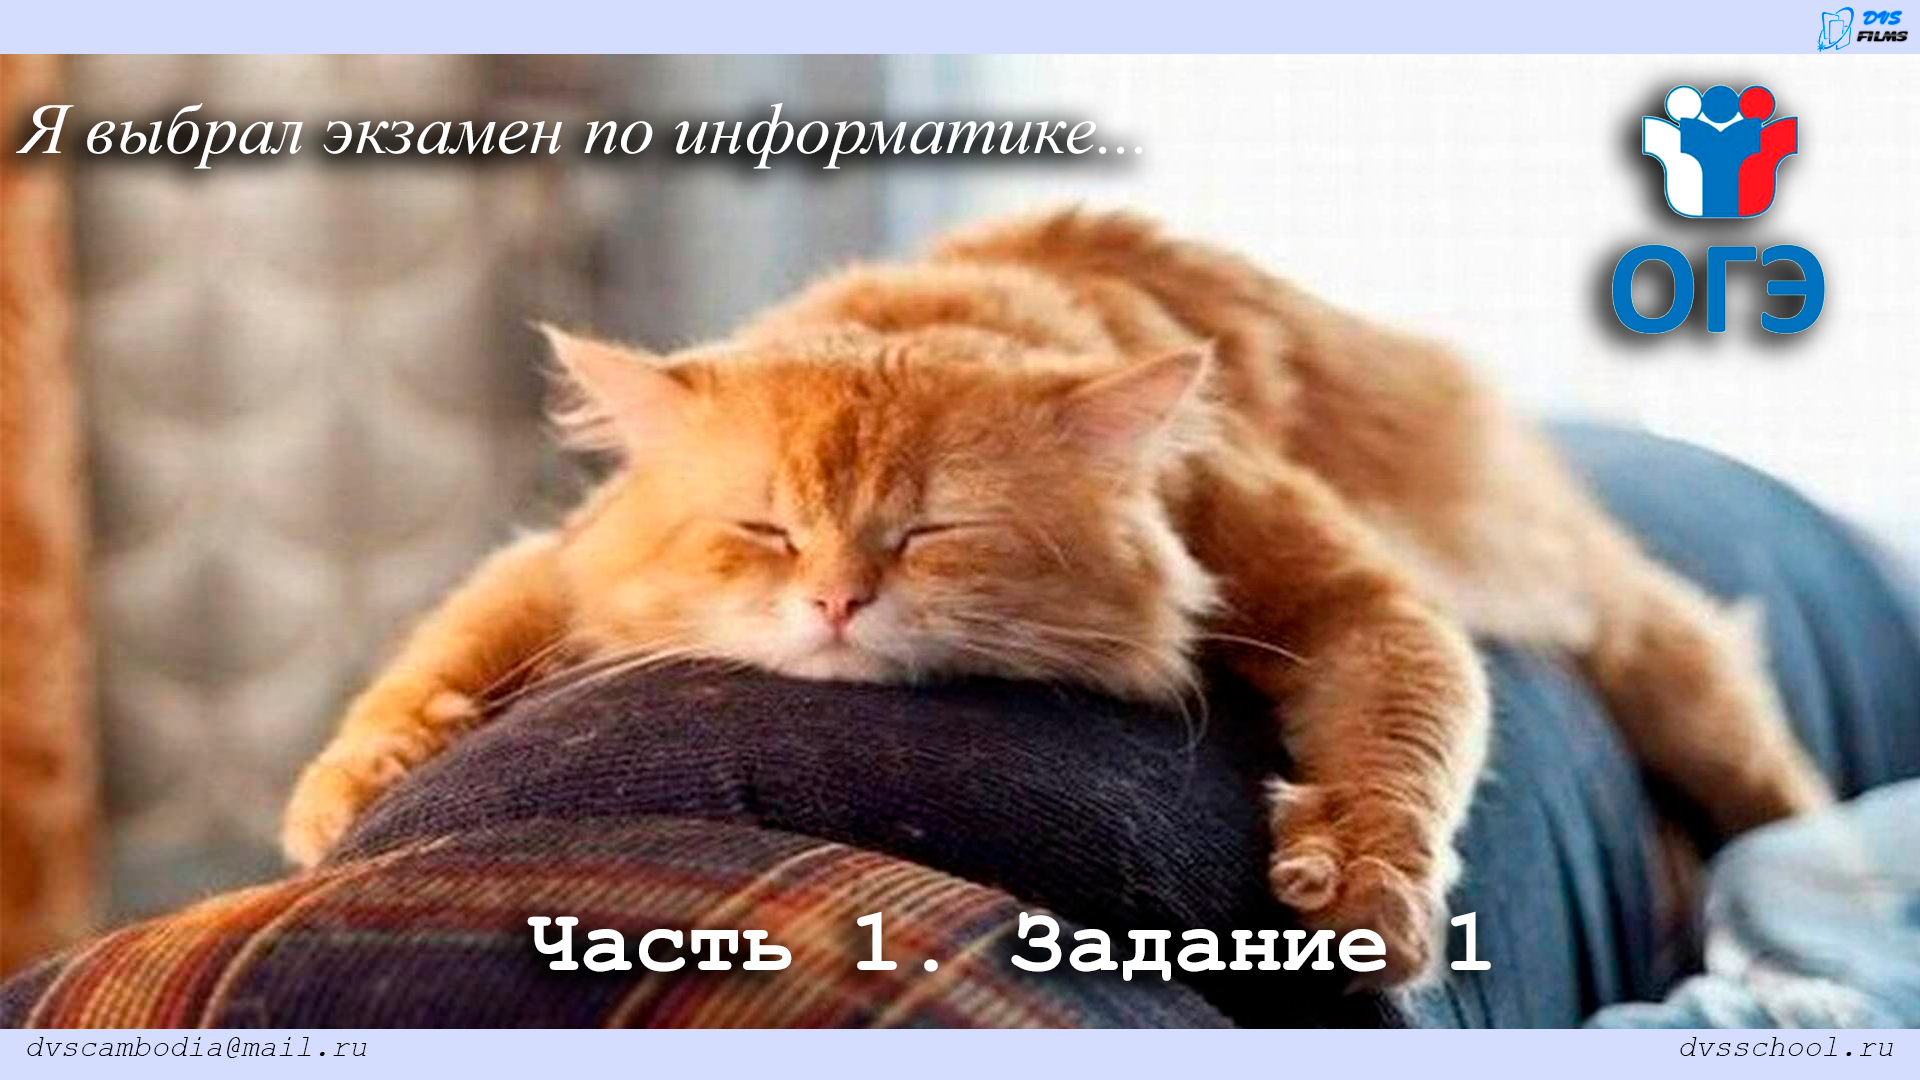 DVS
FILMS
Я выбрал экзамен по информатике...
ОГЭ
Часть 1. Задание 1
dvscambodia@mail.ru
dvsschool.ru